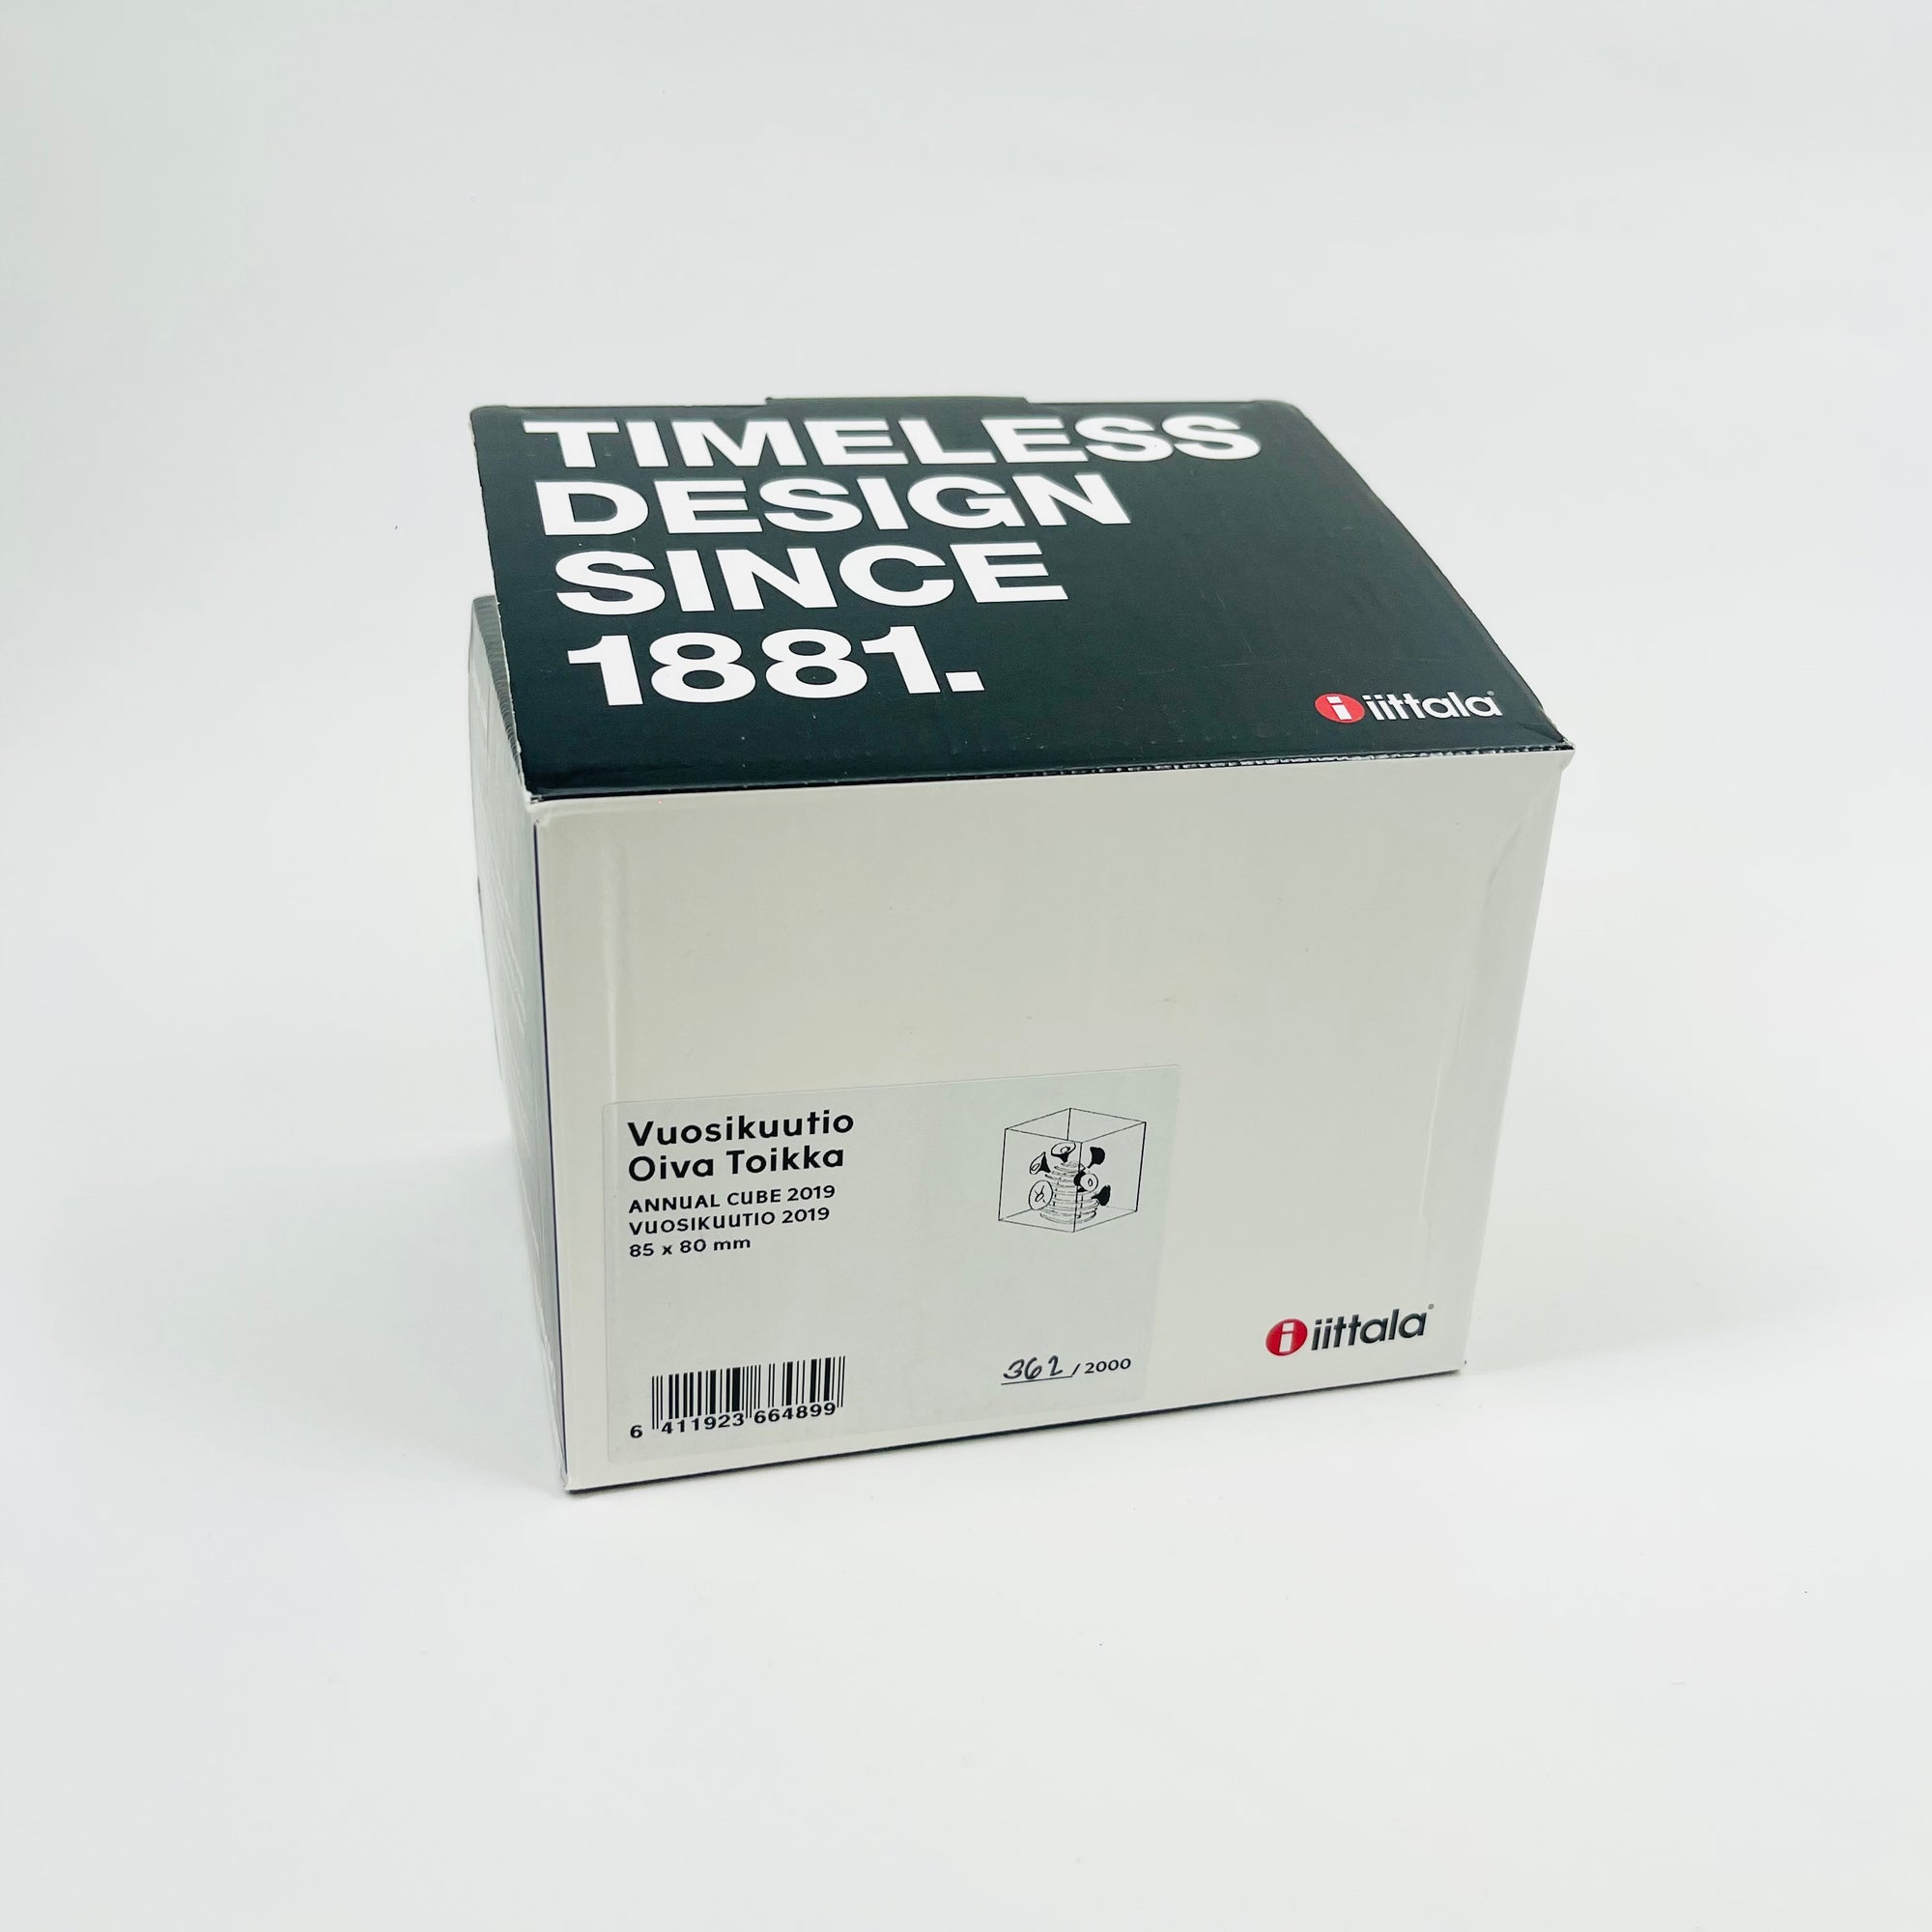 TIMELESS
DESIGN
SINCE
1881.
iittala
Vuosikuutio
Oiva Toikka
ANNUAL CUBE 2019
VUOSIKUUTIO 2019
85 x 80 mm
362/2000
6 411923 664899
iittala